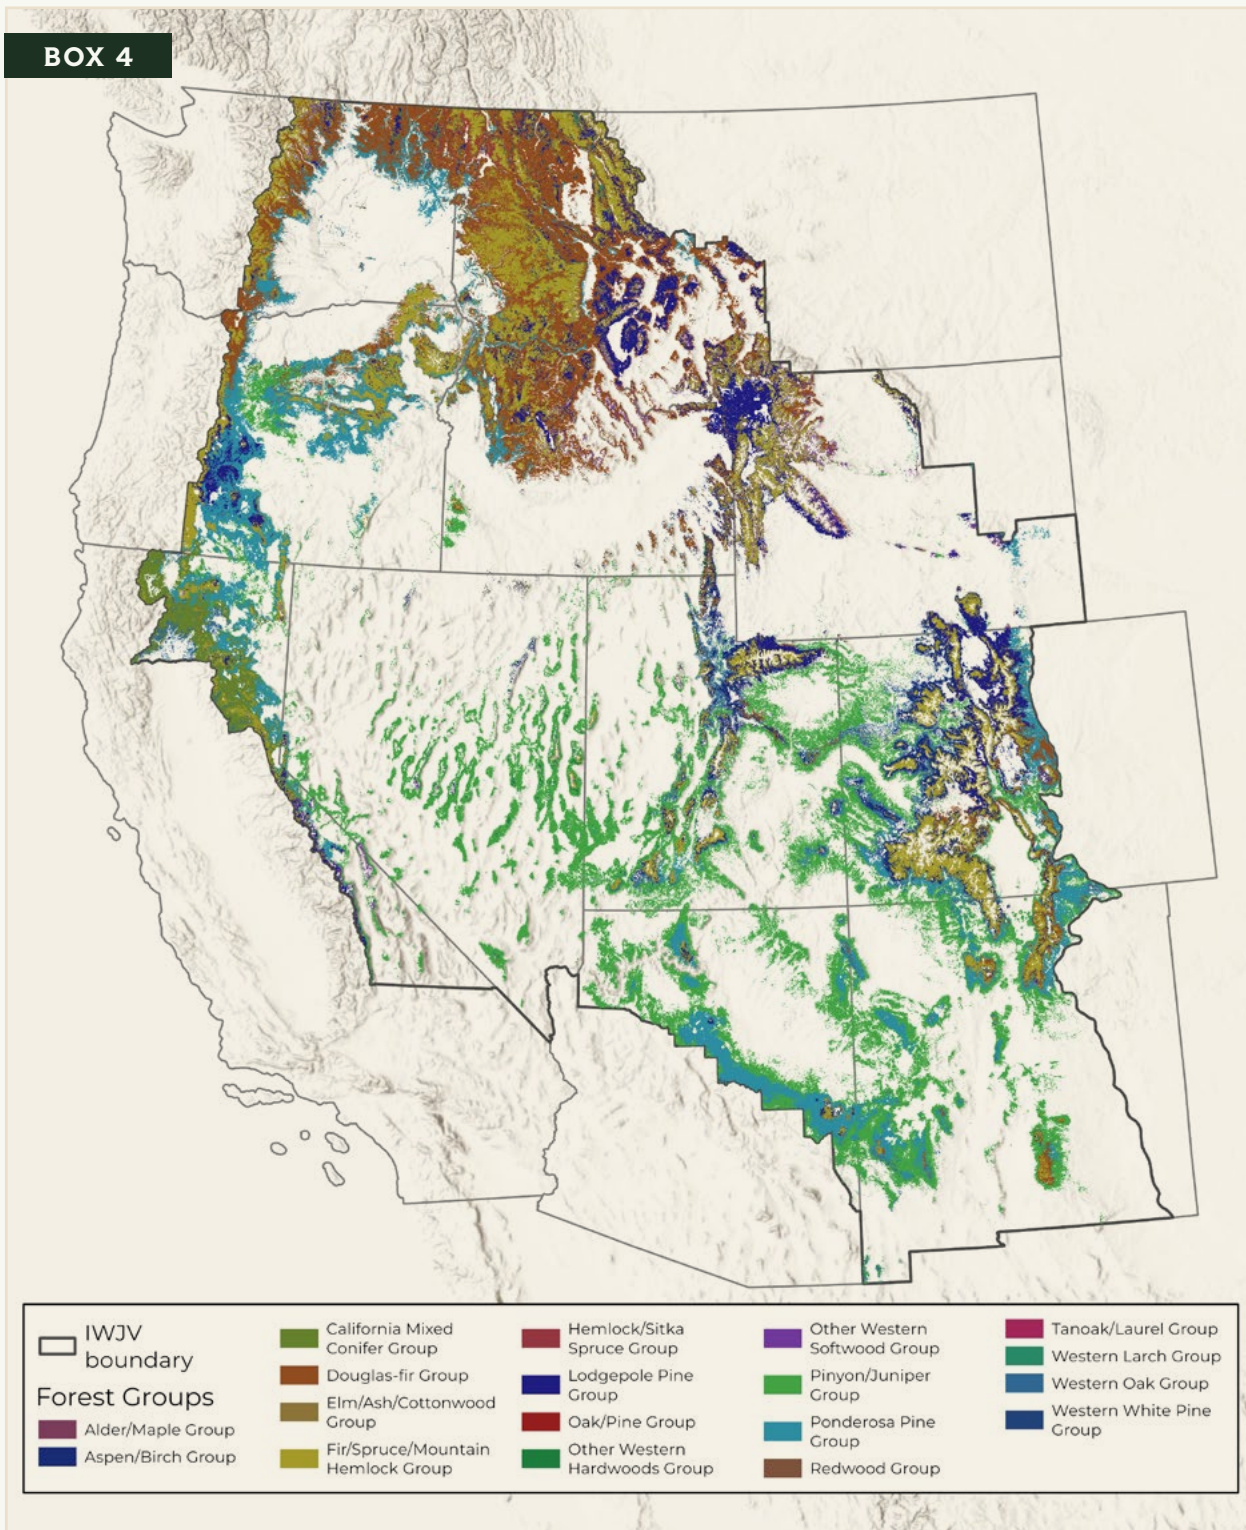 BOX 4
IWJV
boundary
Forest Groups
Alder/Maple Group
Aspen/Birch Group
California Mixed
Conifer Group
Douglas-fir Group
Elm/Ash/Cottonwood
Group
Fir/Spruce/Mountain
Hemlock Group
Hemlock/Sitka
Spruce Group
Lodgepole Pine
Group
Oak/Pine Group
Other Western
Hardwoods Group
Other Western
Softwood Group
Pinyon/Juniper
Group
Ponderosa Pine
Group
Redwood Group
Tanoak/Laurel Group
Western Larch Group
Western Oak Group
Western White Pine
Group